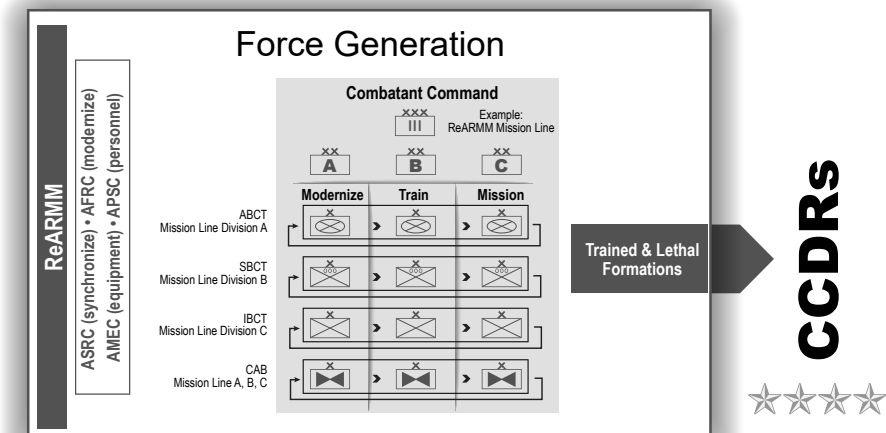 Force Generation
ReARMM
ASRC (synchronize) • AFRC (modernize)
AMEC (equipment) • APSC (personnel)
Combatant Command
XXX
III
Example:
ReARMM Mission Line
XX XX XX
A B C
Modernize Train Mission
ABCT
Mission Line Division A
X X X
SBCT
Mission Line Division B
X X X
IBCT
Mission Line Division C
X X X
CAB
Mission Line A, B, C
X X X
Trained & Lethal
Formations
CCDRs